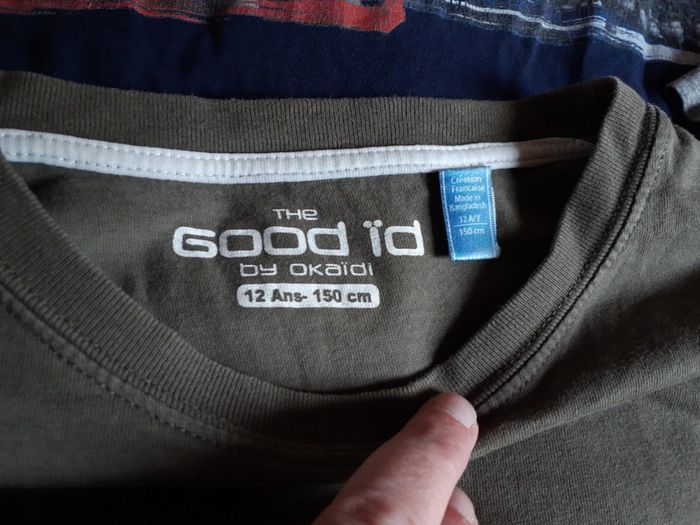 THE
GOOD ïD
by OKAïDI
12 Ans- 150 cm
Création
Française
Made in
Bangladesh
12 A/Y
150 cm